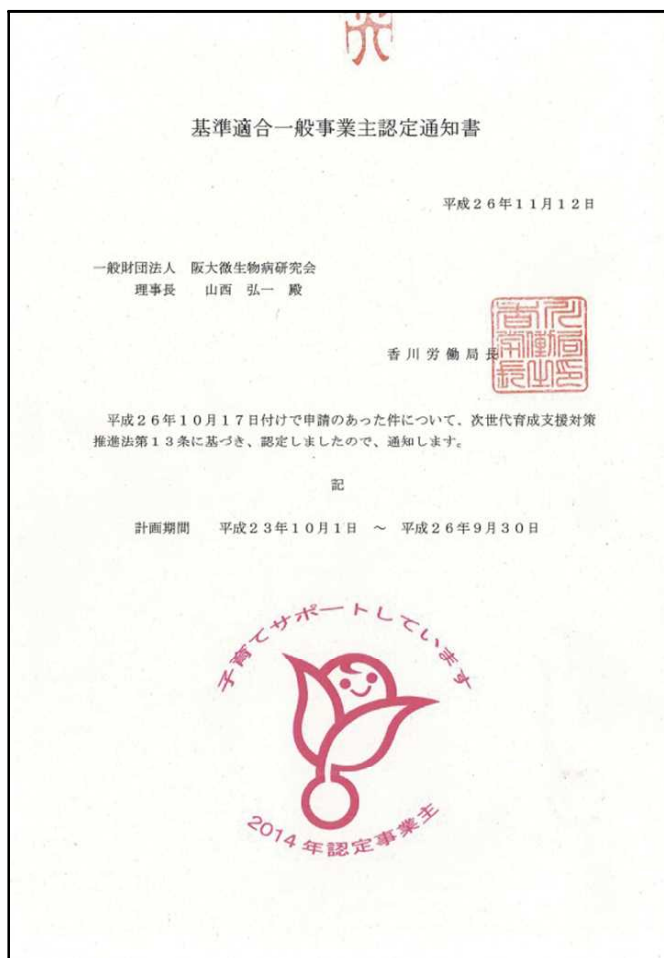 基準適合一般事業主認定通知書
平成26年11月12日
一般財団法人　阪大微生物病研究会
理事長　山西　弘一　殿
香川労働局長
平成26年10月17日付けで申請のあった件について、次世代育成支援対策
推進法第13条に基づき、認定しましたので、通知します。
記
計画期間　平成23年10月1日　～　平成26年9月30日
子育てサポートしています
2014年認定事業主